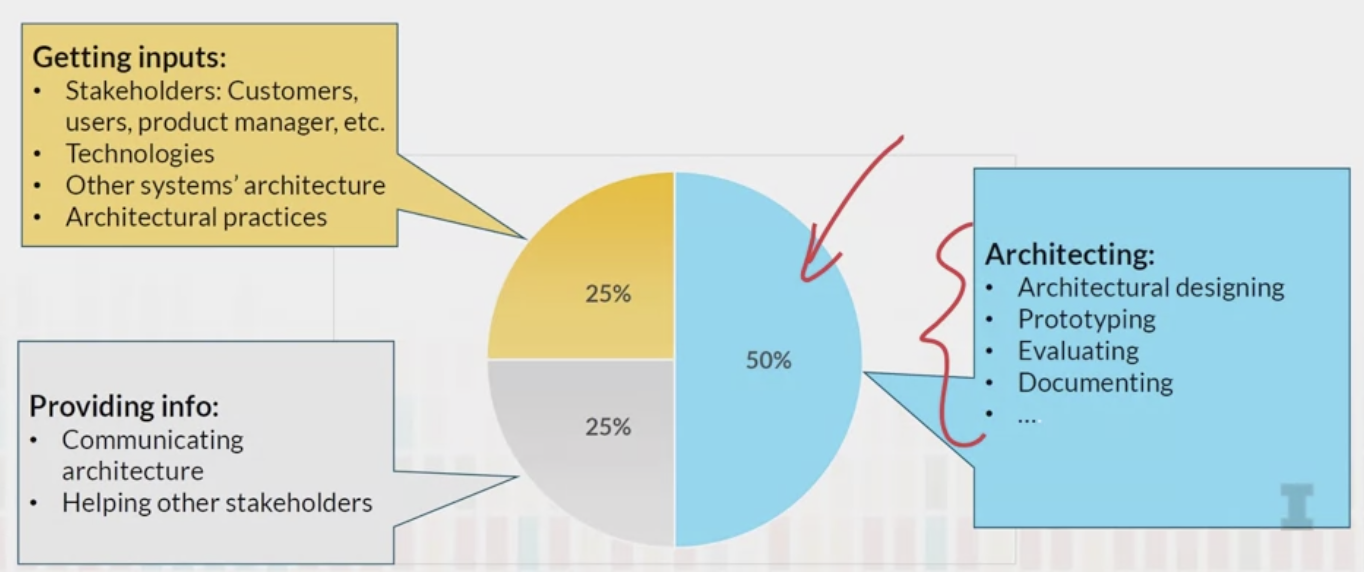 Getting inputs:
• Stakeholders: Customers,
users, product manager, etc.
• Technologies
• Other systems’ architecture
• Architectural practices
25%
50%
25%
Architecting:
• Architectural designing
• Prototyping
• Evaluating
• Documenting
• ...
Providing info:
• Communicating
architecture
• Helping other stakeholders
I